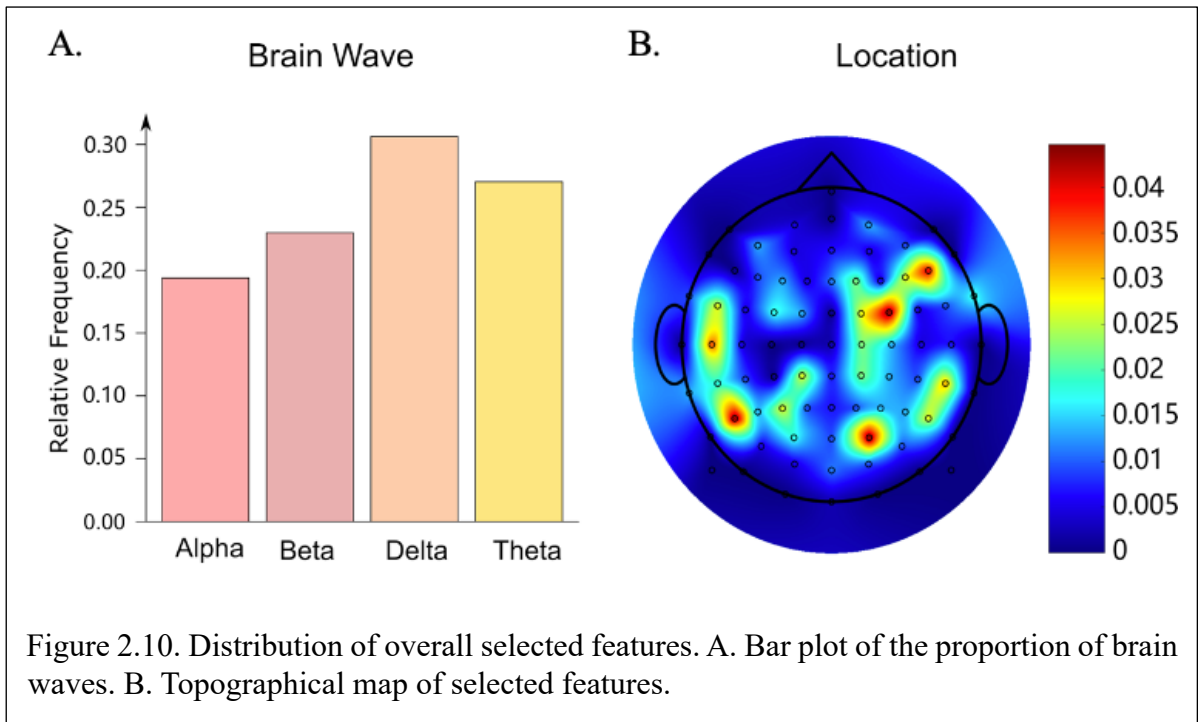 A.
Brain Wave
0.30
0.25
0.20
0.15
0.10
0.05
0.00
Relative Frequency
Alpha Beta Delta Theta
B.
Location
0.04
0.035
0.03
0.025
0.02
0.015
0.01
0.005
0
Figure 2.10. Distribution of overall selected features. A. Bar plot of the proportion of brain
waves. B. Topographical map of selected features.